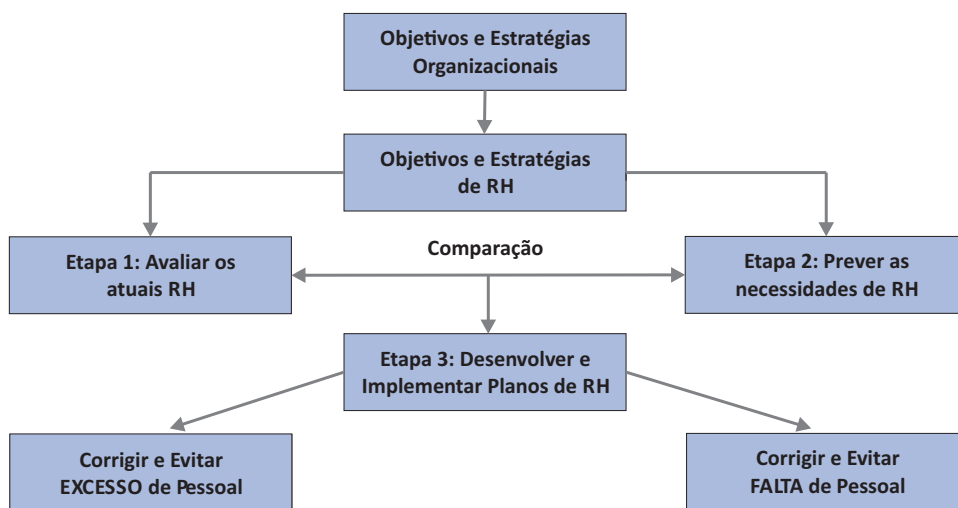 Objetivos e Estratégias
Organizacionais
Objetivos e Estratégias
de RH
Comparação
Etapa 1: Avaliar os
atuais RH
Etapa 2: Prever as
necessidades de RH
Etapa 3: Desenvolver e
Implementar Planos de RH
Corrigir e Evitar
EXCESSO de Pessoal
Corrigir e Evitar
FALTA de Pessoal